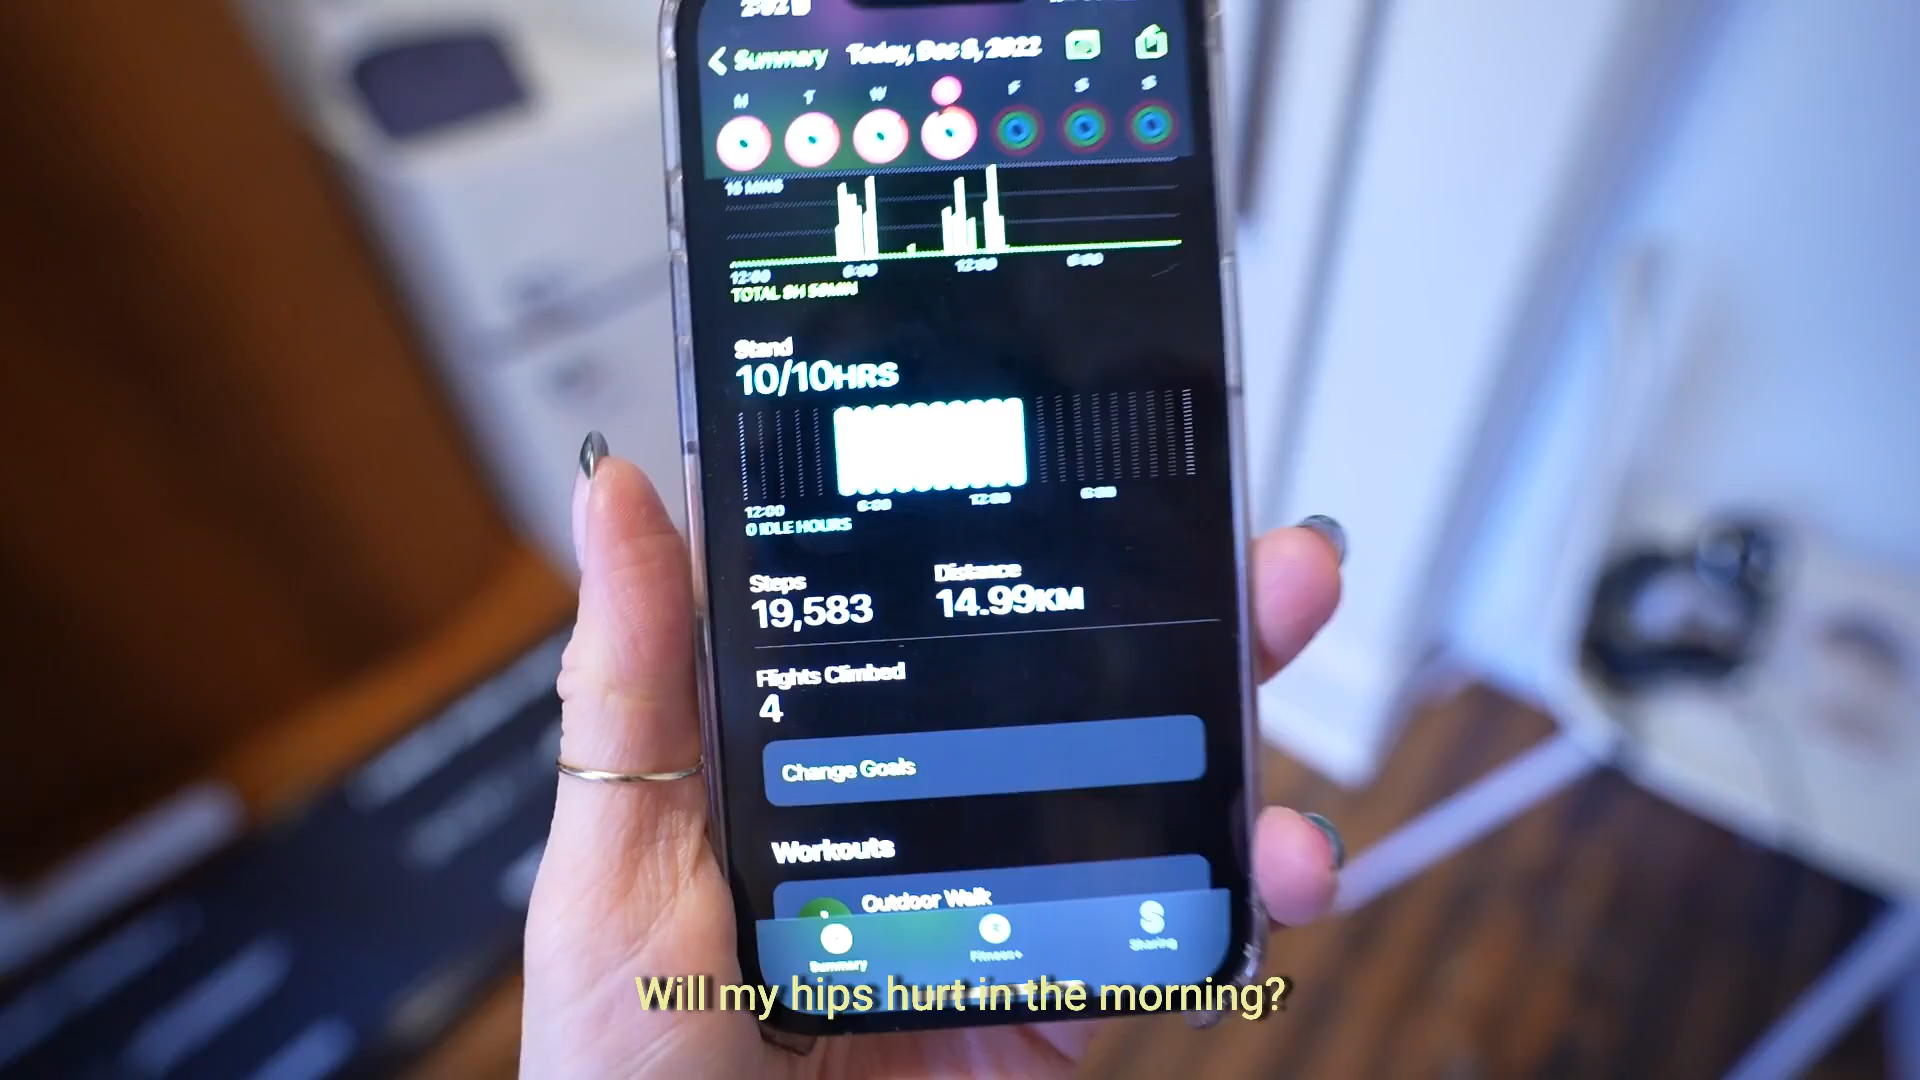 Summary Today, Dec 8, 2022
M T W F S S
15 MINS
12:00 6:00 12:00 6:00
Stand
10/10HRS
12:00 6:00 12:00 6:00
0 IDLE HOURS
Steps Distance
19,583 14.99KM
Flights Climbed
4
Change Goals
Workouts
Outdoor Walk
Summary Fitness+ Sharing
Will my hips hurt in the morning?